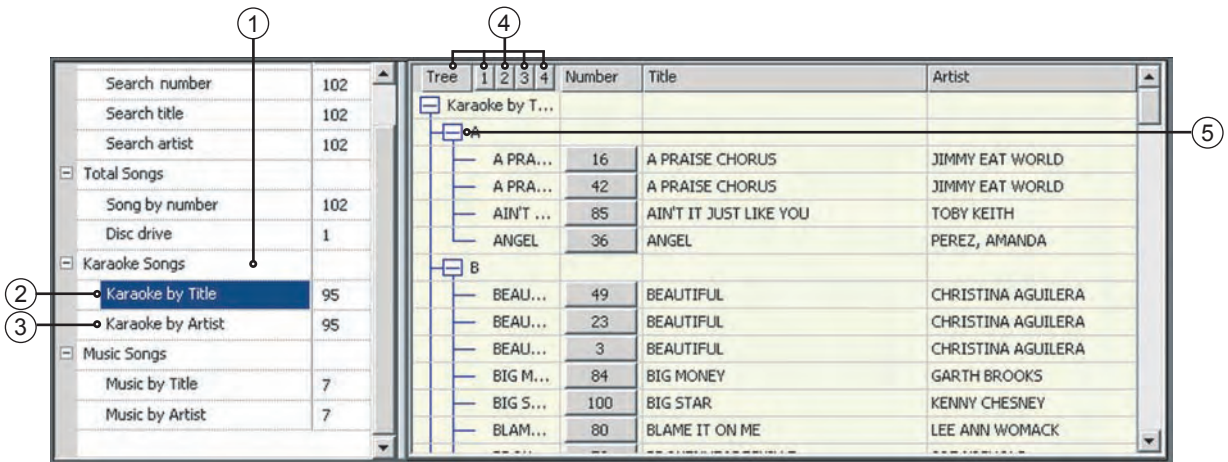 1
4
Search number 102
Search title 102
Search artist 102
Total Songs
Song by number 102
Disc drive 1
Karaoke Songs
2
Karaoke by Title 95
3
Karaoke by Artist 95
Music Songs
Music by Title 7
Music by Artist 7
Tree 1 2 3 4 Number Title Artist
Karaoke by T...
A
5
A PRA... 16 A PRAISE CHORUS JIMMY EAT WORLD
A PRA... 42 A PRAISE CHORUS JIMMY EAT WORLD
AIN'T ... 85 AIN'T IT JUST LIKE YOU TOBY KEITH
ANGEL 36 ANGEL PEREZ, AMANDA
B
BEAU... 49 BEAUTIFUL CHRISTINA AGUILERA
BEAU... 23 BEAUTIFUL CHRISTINA AGUILERA
BEAU... 3 BEAUTIFUL CHRISTINA AGUILERA
BIG M... 84 BIG MONEY GARTH BROOKS
BIG S... 100 BIG STAR KENNY CHESNEY
BLAM... 80 BLAME IT ON ME LEE ANN WOMACK